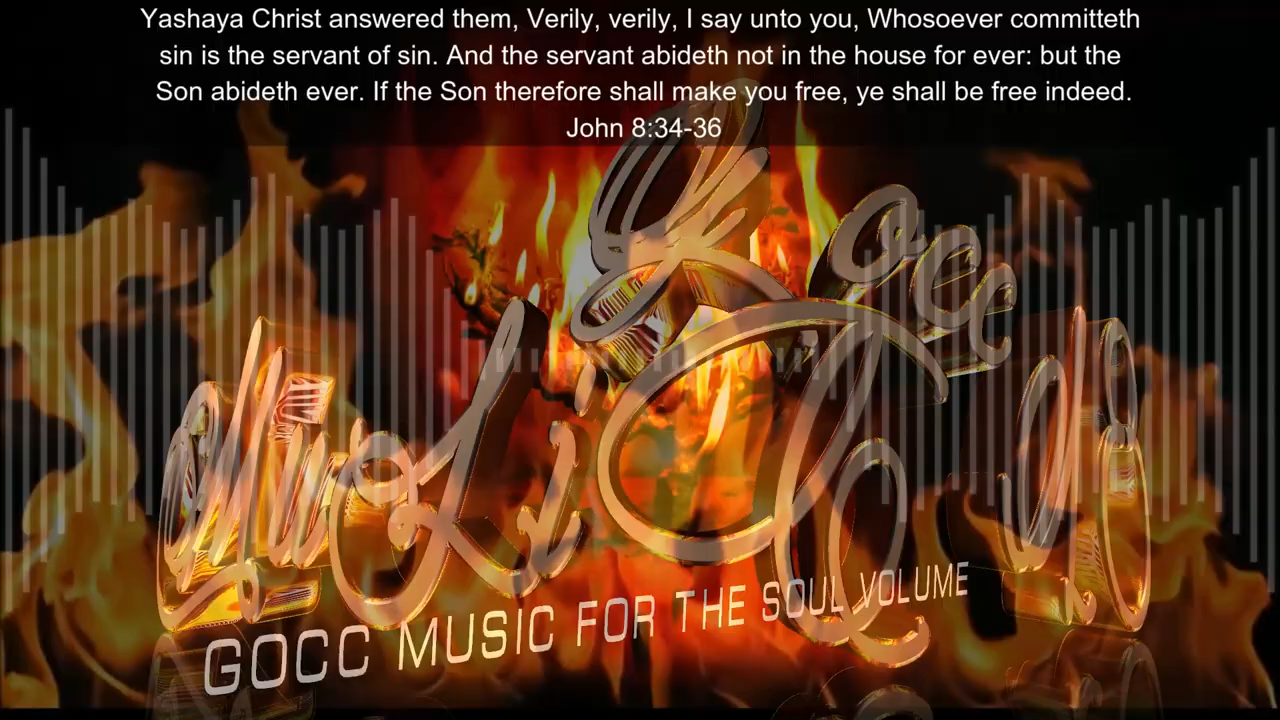 Yashaya Christ answered them, Verily, verily, I say unto you, Whosoever committeth
sin is the servant of sin. And the servant abideth not in the house for ever: but the
Son abideth ever. If the Son therefore shall make you free, ye shall be free indeed.
John 8:34-36
Gocc
GOCC MUSIC FOR THE SOUL VOLUME